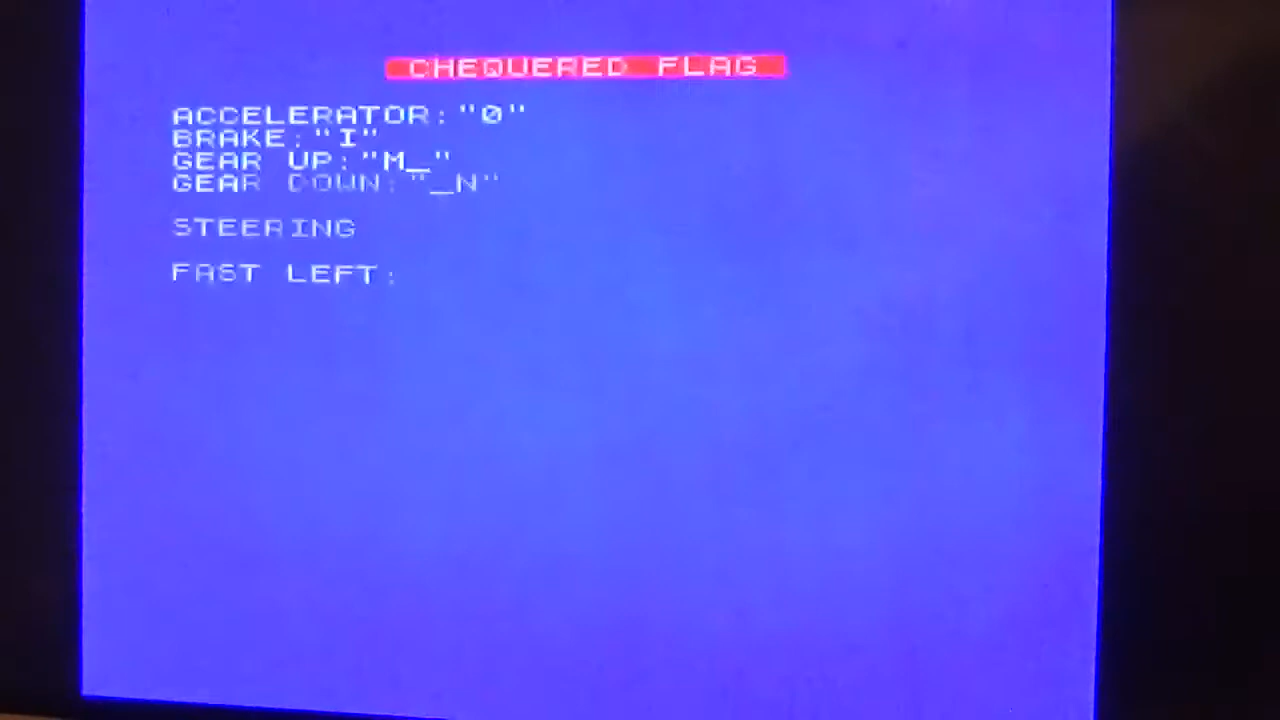 CHEQUERED FLAG
ACCELERATOR:"0"
BRAKE:"I"
GEAR UP:"M_"
GEAR DOWN:"_N"
STEERING
FAST LEFT: